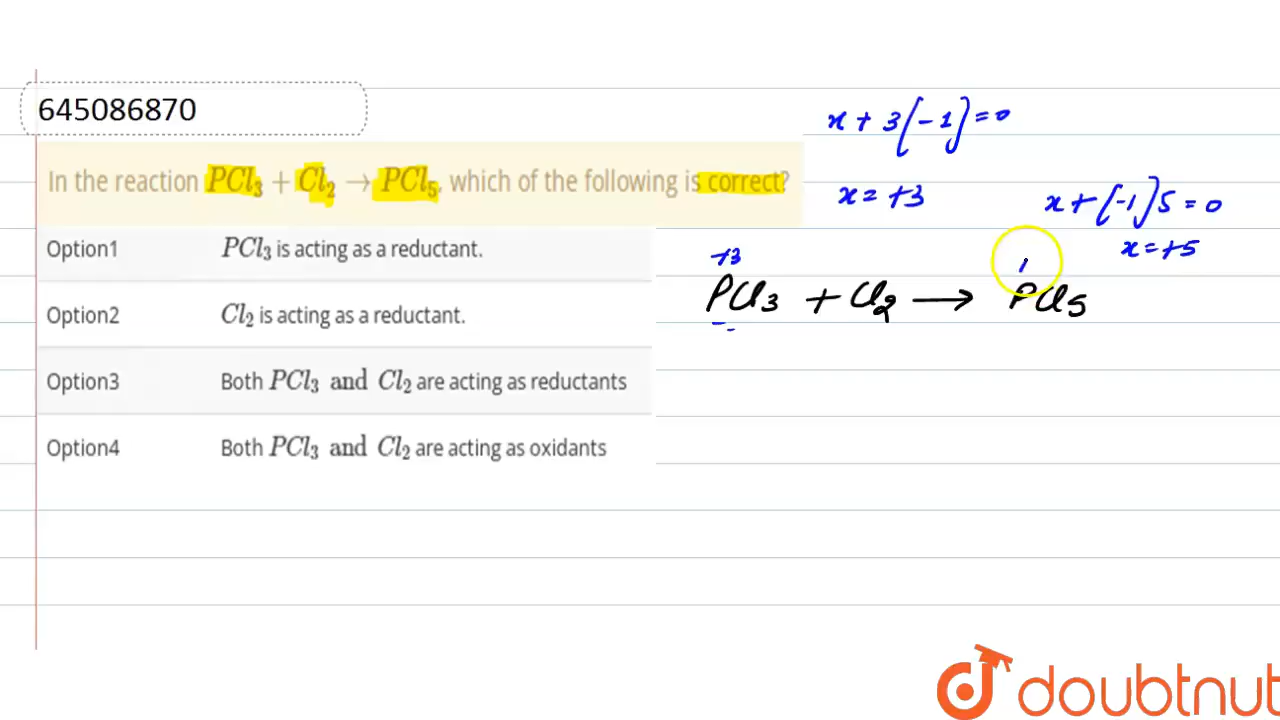 645086870
In the reaction PCl₃ + Cl₂ → PCl₅, which of the following is correct?
Option1 PCl₃ is acting as a reductant.
Option2 Cl₂ is acting as a reductant.
Option3 Both PCl₃ and Cl₂ are acting as reductants
Option4 Both PCl₃ and Cl₂ are acting as oxidants
x + 3(-1) = 0
x = +3
x + (-1)5 = 0
x = +5
+3
PCl₃ + Cl₂ → PCl₅
doubtnut